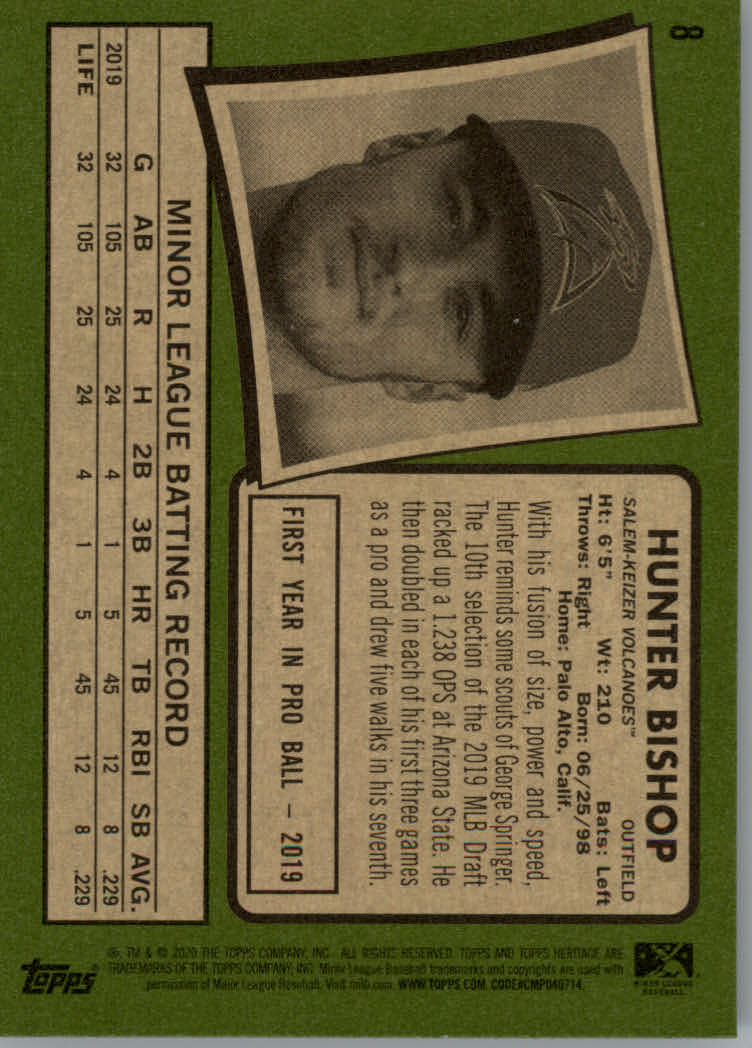 8
HUNTER BISHOP
SALEM-KEIZER VOLCANOES™ OUTFIELD
Ht: 6'5" Wt: 210 Bats: Left
Throws: Right Born: 06/25/98
Home: Palo Alto, Calif.
With his fusion of size, power and speed,
Hunter reminds some scouts of George Springer.
The 10th selection of the 2019 MLB Draft
racked up a 1.238 OPS at Arizona State. He
then doubled in each of his first three games
as a pro and drew five walks in his seventh.
FIRST YEAR IN PRO BALL – 2019
MINOR LEAGUE BATTING RECORD
G AB R H 2B 3B HR TB RBI SB AVG.
2019 32 105 25 24 4 1 5 45 12 8 .229
LIFE 32 105 25 24 4 1 5 45 12 8 .229
MINOR LEAGUE
BASEBALL
®, TM & © 2020 THE TOPPS COMPANY, INC. ALL RIGHTS RESERVED. TOPPS AND TOPPS HERITAGE ARE
TRADEMARKS OF THE TOPPS COMPANY, INC. Minor League Baseball trademarks and copyrights are used with
permission of Major League Baseball. Visit milb.com. WWW.TOPPS.COM. CODE#CMP040714.
TOPPS